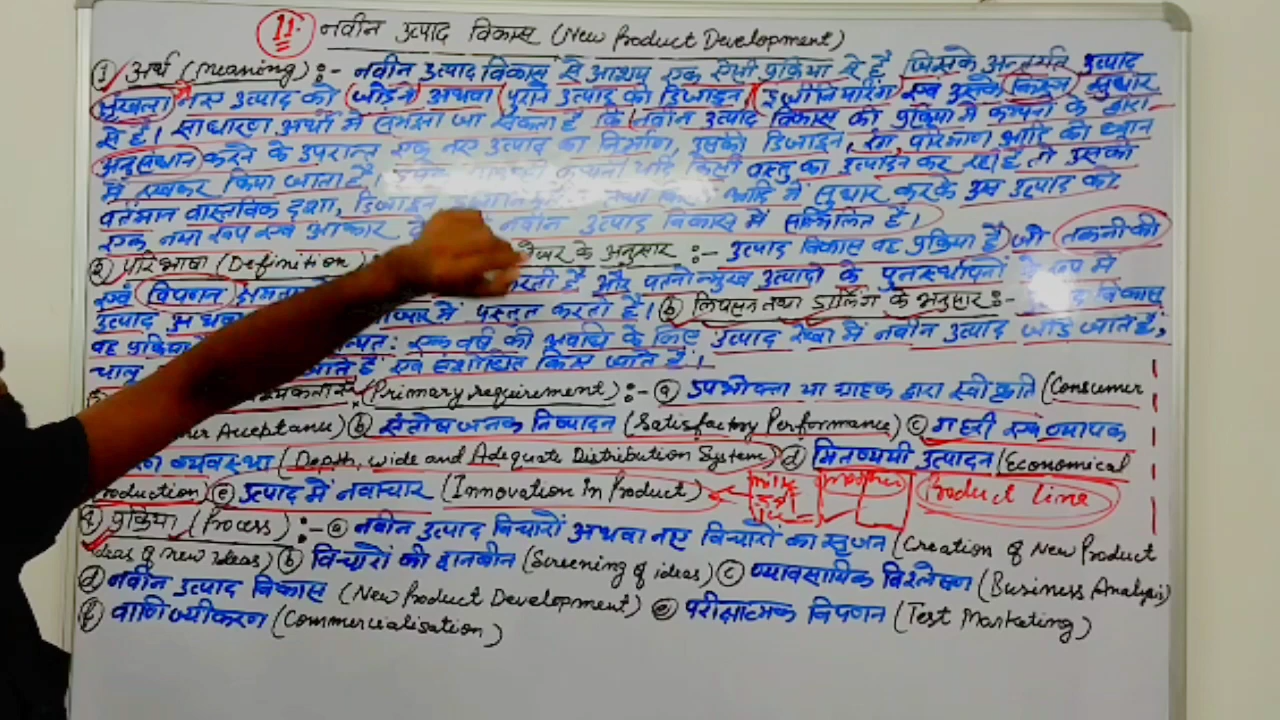 11. नवीन उत्पाद विकास (New Product Development)
① अर्थ (Meaning) :- नवीन उत्पाद विकास से आशय एक ऐसी प्रक्रिया से है जिसके अन्तर्गत उत्पाद
श्रृंखला में नए उत्पाद को जोड़ने अथवा पुराने उत्पाद को डिजाइन, इंजीनियरिंग एवं उसकी किस्म सुधार
से है। साधारण अर्थों में समझा जा सकता है कि नवीन उत्पाद विकास की प्रक्रिया में कम्पनी के द्वारा
अनुसंधान करने के उपरान्त एक नए उत्पाद का निर्माण, उसकी डिजाइन, रंग, परिमाण आदि को ध्यान
में रखकर किया जाता है यदि किसी वस्तु का उत्पादन कर रहा है तो उसको
वर्तमान वास्तविक दशा, डिजाइन आदि में सुधार करके उस उत्पाद को
एक नया रूप एवं आकार नवीन उत्पाद विकास में सम्मिलित है।
② परिभाषा (Definition) के अनुसार :- उत्पाद विकास वह प्रक्रिया है जो तकनीकी
एवं विपणन करती है और पतनोन्मुख उत्पादों के पुनर्स्थापनों के रूप में
उत्पाद बाजार में प्रस्तुत करती है। ⓑ लिपसन तथा डार्लिंग के अनुसार :- विकास
वह प्रक्रिया एक वर्ष की अवधि के लिए उत्पाद रेखा में नवीन उत्पाद जोड़े जाते हैं,
चालू जाते हैं एवं संशोधित किए जाते हैं।
(Primary requirement) :- ⓐ उपभोक्ता या ग्राहक द्वारा स्वीकृति (Consumer
Acceptance) ⓑ संतोषजनक निष्पादन (Satisfactory Performance) ⓒ गहरी एवं व्यापक
व्यवस्था (Depth, wide and Adequate Distribution System) ⓓ मितव्ययी उत्पादन (Economical
Production) ⓔ उत्पाद में नवाचार (Innovation In Product) Product line
प्रक्रिया (Process) :- ⓐ नवीन उत्पाद विचारों अथवा नए विचारों का सृजन (Creation of New Product
ideas of new ideas) ⓑ विचारों की छानबीन (Screening of ideas) ⓒ व्यावसायिक विश्लेषण (Business Analysis)
ⓓ नवीन उत्पाद विकास (New Product Development) ⓔ परीक्षात्मक विपणन (Test Marketing)
ⓕ वाणिज्यीकरण (Commercialisation)